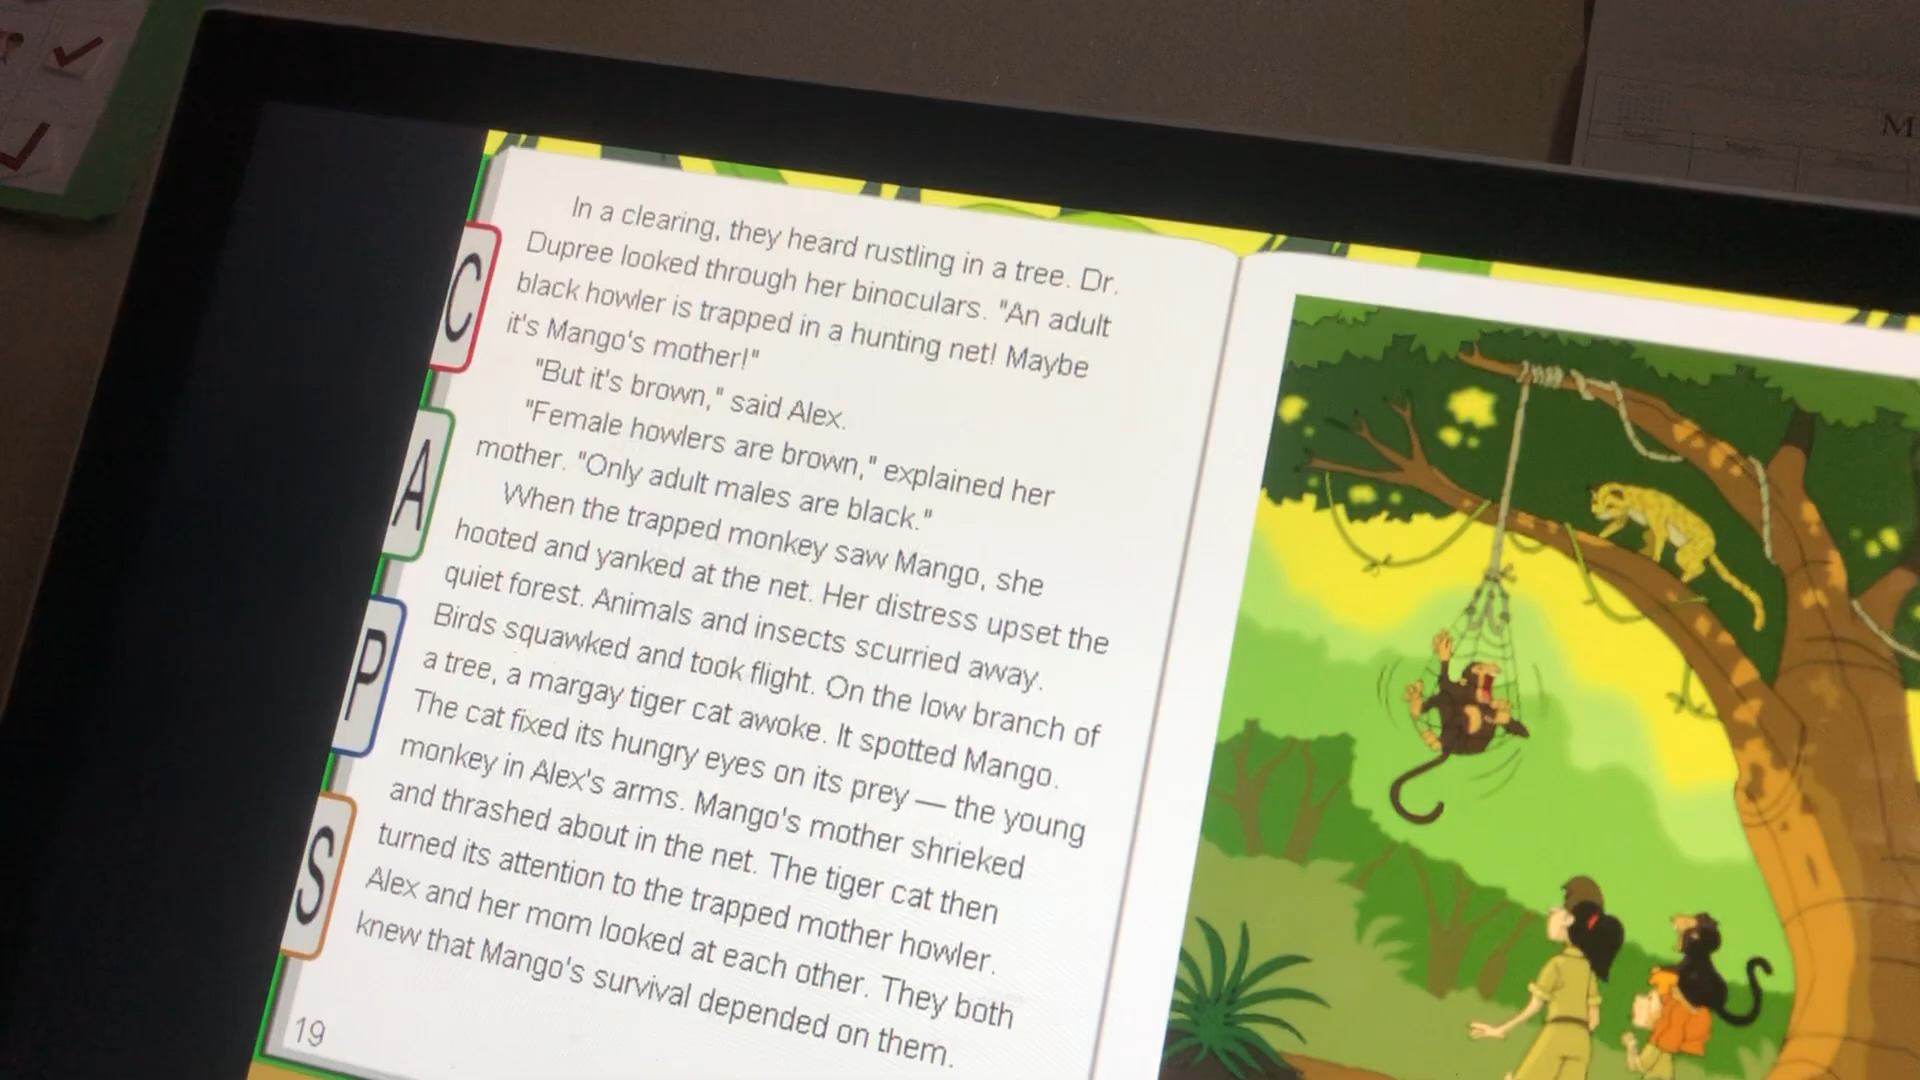 In a clearing, they heard rustling in a tree. Dr.
Dupree looked through her binoculars. "An adult
black howler is trapped in a hunting net! Maybe
it's Mango's mother!"
"But it's brown," said Alex.
"Female howlers are brown," explained her
mother. "Only adult males are black."
When the trapped monkey saw Mango, she
hooted and yanked at the net. Her distress upset the
quiet forest. Animals and insects scurried away.
Birds squawked and took flight. On the low branch of
a tree, a margay tiger cat awoke. It spotted Mango.
The cat fixed its hungry eyes on its prey — the young
monkey in Alex's arms. Mango's mother shrieked
and thrashed about in the net. The tiger cat then
turned its attention to the trapped mother howler.
Alex and her mom looked at each other. They both
knew that Mango's survival depended on them.
19
C
A
P
S
M